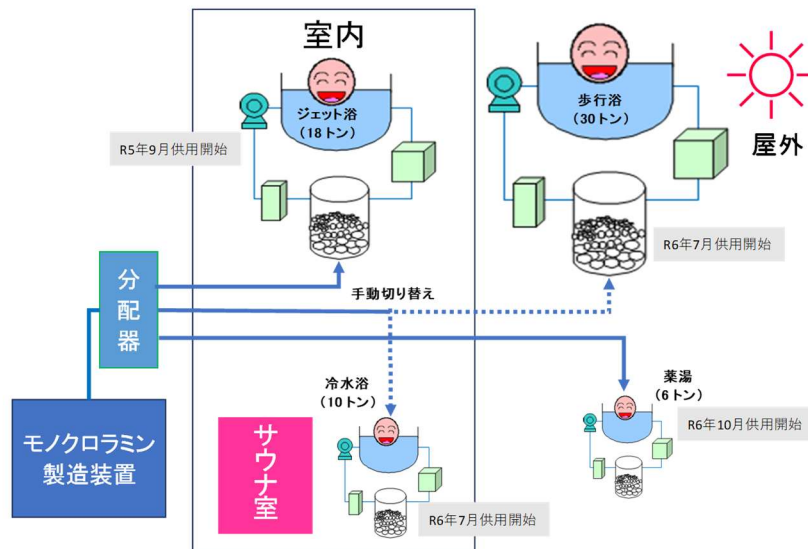 室内
ジェット浴
（18トン）
R5年9月供用開始
歩行浴
（30トン）
屋外
R6年7月供用開始
分
配
器
手動切り替え
モノクロラミン
製造装置
サ
ウ
ナ
室
冷水浴
（10トン）
R6年7月供用開始
薬湯
（6トン）
R6年10月供用開始